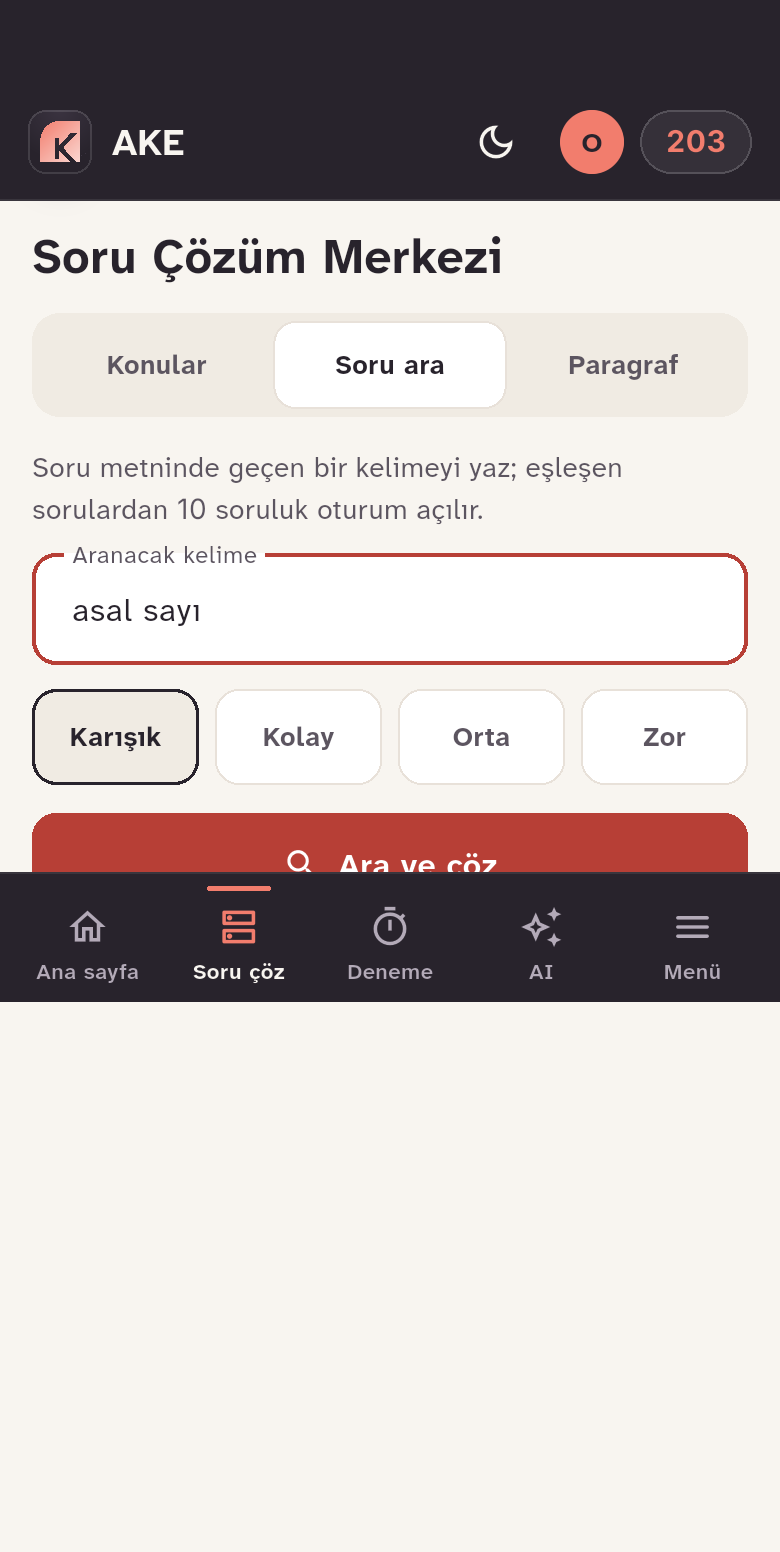 K AKE O 203
Soru Çözüm Merkezi
Konular Soru ara Paragraf
Soru metninde geçen bir kelimeyi yaz; eşleşen
sorulardan 10 soruluk oturum açılır.
Aranacak kelime
asal sayı
Karışık Kolay Orta Zor
Ara ve çöz
Ana sayfa Soru çöz Deneme AI Menü